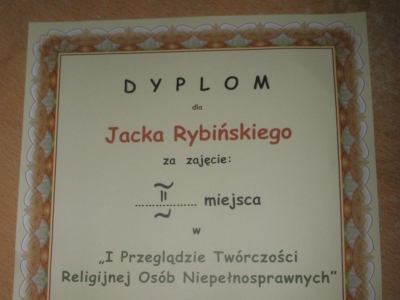 DYPLOM
dla
Jacka Rybińskiego
za zajęcie:
II miejsca
w
„I Przeglądzie Twórczości
Religijnej Osób Niepełnosprawnych"